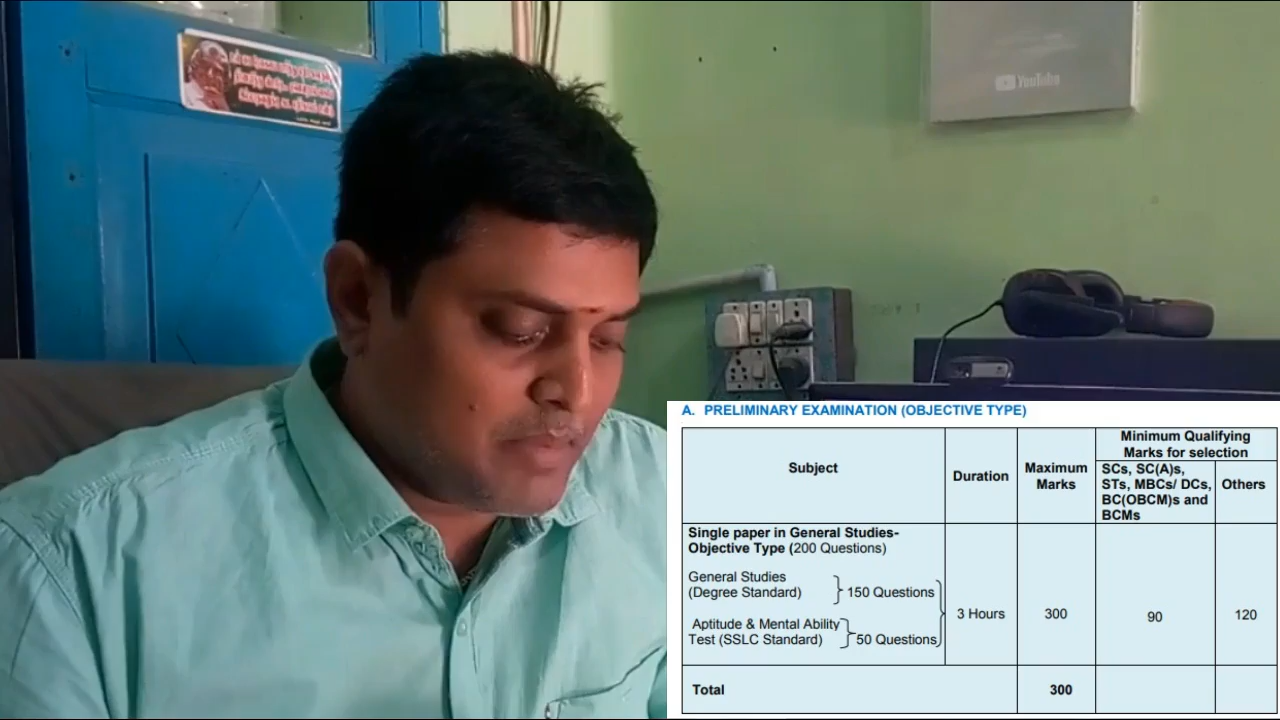 YouTube
A. PRELIMINARY EXAMINATION (OBJECTIVE TYPE)
Subject
Duration
Maximum
Marks
Minimum Qualifying
Marks for selection
SCs, SC(A)s,
STs, MBCs/ DCs,
BC(OBCM)s and
BCMs
Others
Single paper in General Studies-
Objective Type (200 Questions)
General Studies
(Degree Standard)
150 Questions
Aptitude & Mental Ability
Test (SSLC Standard)
50 Questions
3 Hours
300
90
120
Total
300